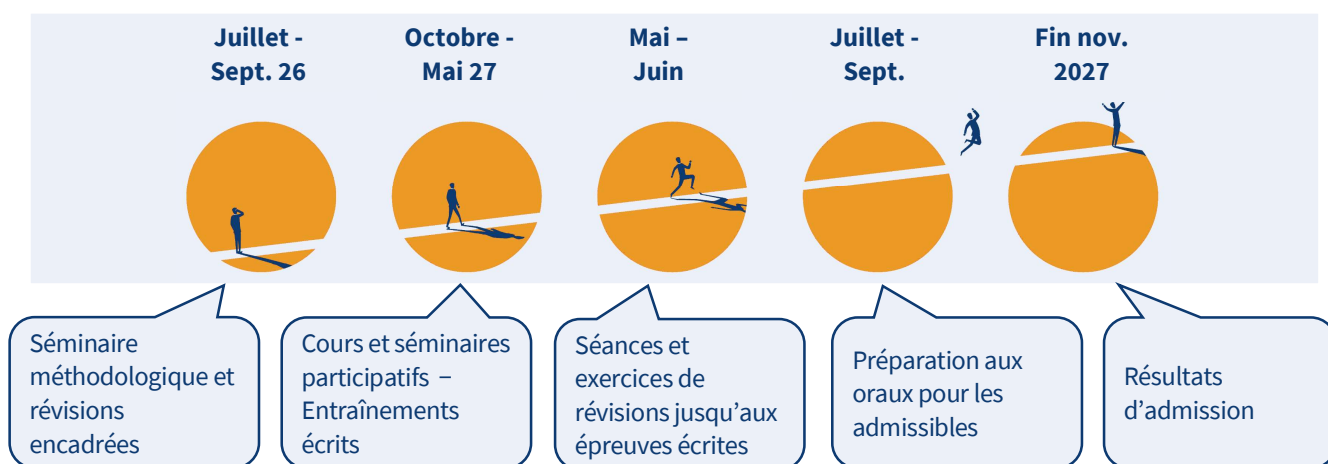 Juillet -
Sept. 26
Octobre -
Mai 27
Mai –
Juin
Juillet -
Sept.
Fin nov.
2027
Séminaire
méthodologique et
révisions
encadrées
Cours et séminaires
participatifs –
Entraînements
écrits
Séances et
exercices de
révisions jusqu’aux
épreuves écrites
Préparation aux
oraux pour les
admissibles
Résultats
d’admission